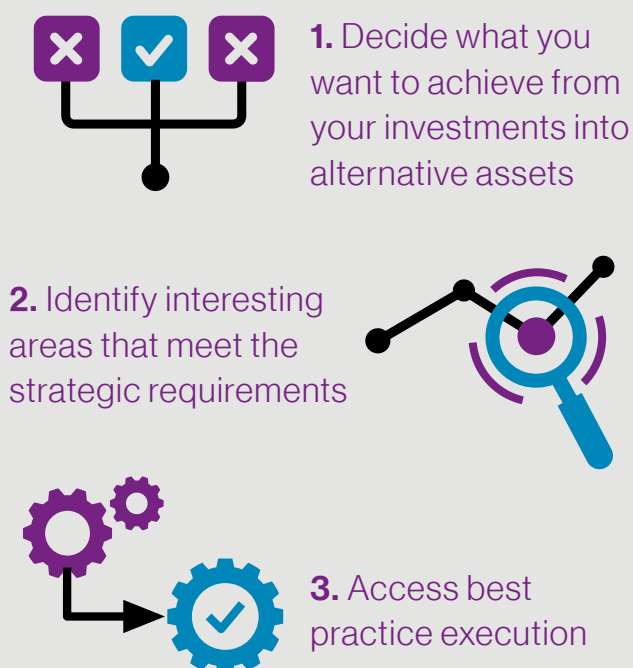 1. Decide what you
want to achieve from
your investments into
alternative assets
2. Identify interesting
areas that meet the
strategic requirements
3. Access best
practice execution